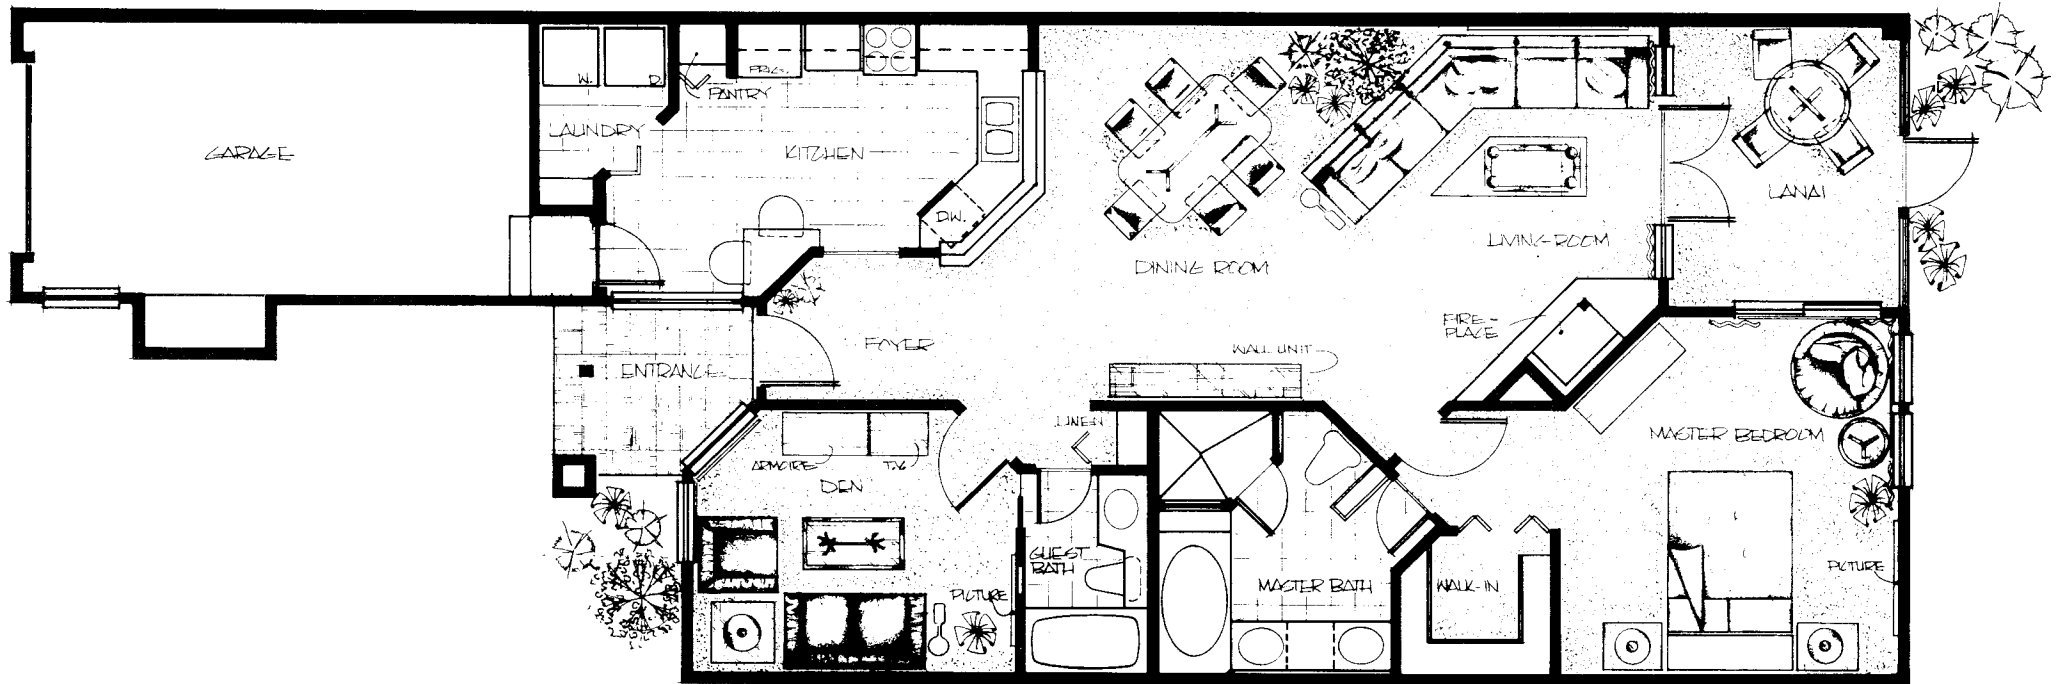 W.
D.
FRIG.
PANTRY
LAUNDRY
GARAGE
KITCHEN
LANAI
D.W.
LIVING-ROOM
DINING ROOM
FIRE-
PLACE
FOYER
WALL UNIT
ENTRANCE
LINEN
MASTER BEDROOM
ARMOIRE
T.V.
DEN
GUEST
BATH
PICTURE
MASTER BATH
WALK-IN
PICTURE